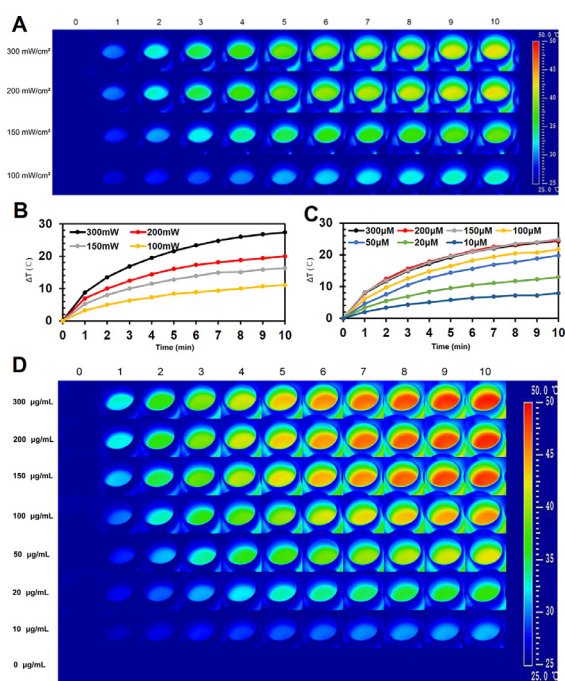 A
0 1 2 3 4 5 6 7 8 9 10
300 mW/cm²
200 mW/cm²
150 mW/cm²
100 mW/cm²
50.0 ℃
50
45
40
35
30
25
25.0 ℃
B
300mW 200mW
150mW 100mW
ΔT (℃)
30
20
10
0
0 1 2 3 4 5 6 7 8 9 10
Time (min)
C
300μM 200μM 150μM 100μM
50μM 20μM 10μM
ΔT (℃)
30
20
10
0
0 1 2 3 4 5 6 7 8 9 10
Time (min)
D
0 1 2 3 4 5 6 7 8 9 10
300 μg/mL
200 μg/mL
150 μg/mL
100 μg/mL
50 μg/mL
20 μg/mL
10 μg/mL
0 μg/mL
50.0 ℃
50
45
40
35
30
25
25.0 ℃